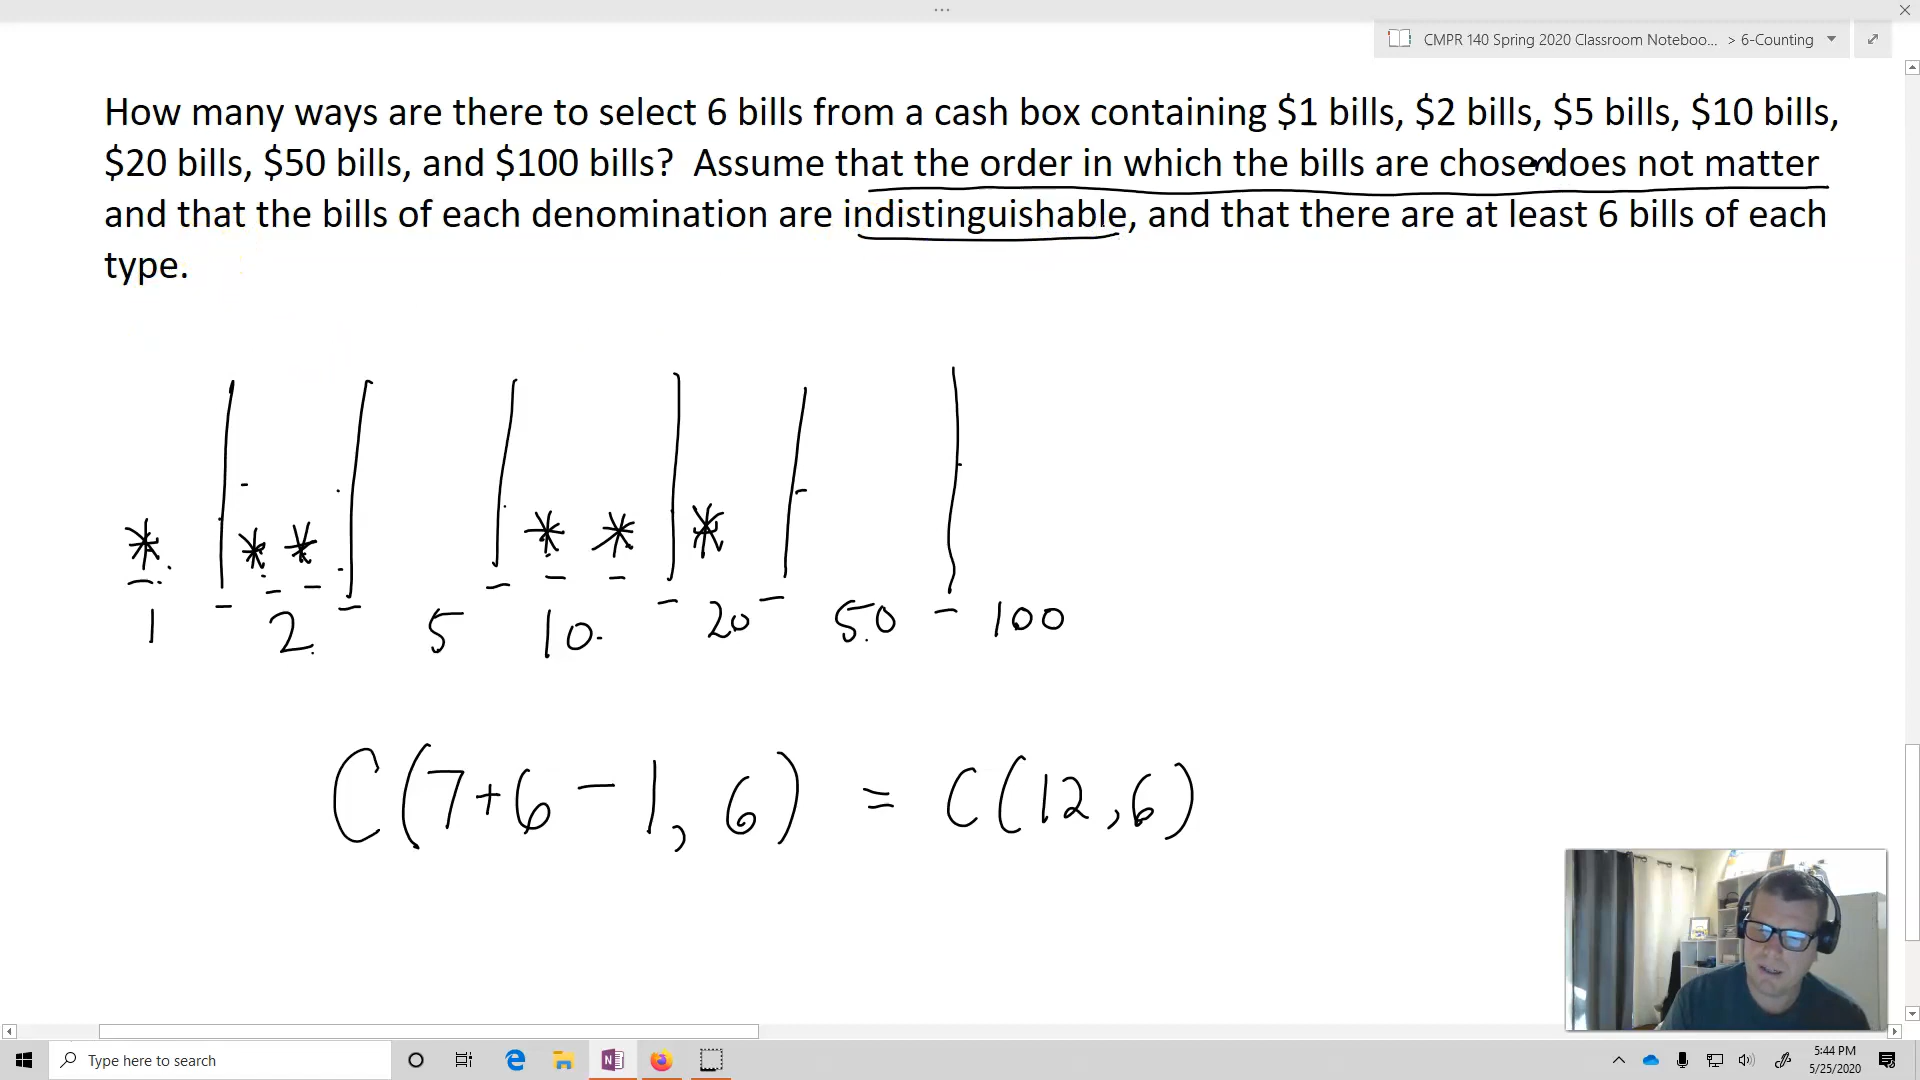 CMPR 140 Spring 2020 Classroom Noteboo... > 6-Counting
How many ways are there to select 6 bills from a cash box containing $1 bills, $2 bills, $5 bills, $10 bills,
$20 bills, $50 bills, and $100 bills?  Assume that the order in which the bills are chosen does not matter
and that the bills of each denomination are indistinguishable, and that there are at least 6 bills of each
type.
* | * * | | * * | * | |
1 2 5 10 20 50 100
C(7+6-1, 6) = C(12,6)
Type here to search
5:44 PM
5/25/2020